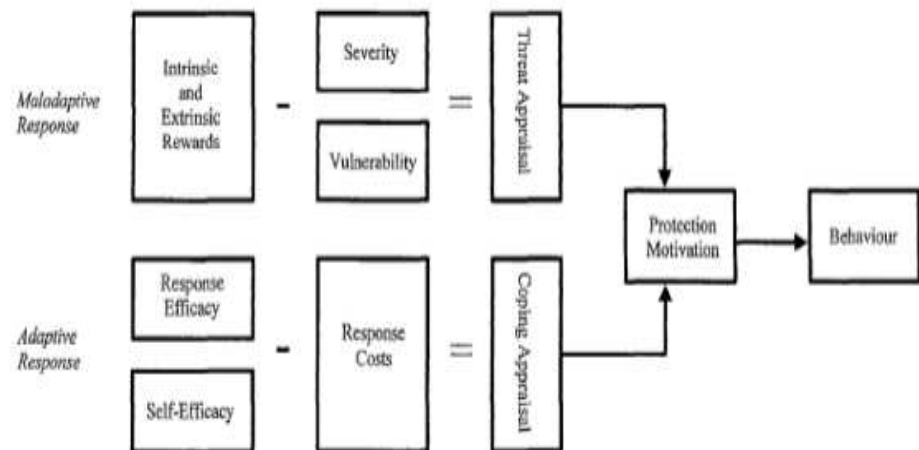 Maladaptive
Response
Intrinsic
and
Extrinsic
Rewards
-
Severity
Vulnerability
=
Threat Appraisal
Adaptive
Response
Response
Efficacy
Self-Efficacy
-
Response
Costs
=
Coping Appraisal
Protection
Motivation
Behaviour